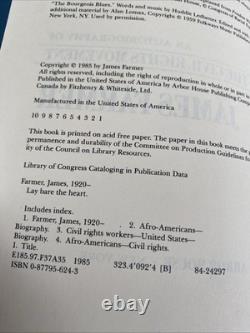 "The Bourgeois Blues." Words and music by Huddie Ledbetter. Edited
additional material by Alan Lomax. Copyright © 1959 Folkways Music
New York, NY. Used by permission.
Copyright © 1985 by James Farmer
All rights reserved, including the right of reproduction in whole or in part in
Published in the United States of America by Arbor House Publishing
Canada by Fitzhenry & Whiteside, Ltd.
Manufactured in the United States of America
10 9 8 7 6 5 4 3 2 1
This book is printed on acid free paper. The paper in this book meets the
permanence and durability of the Committee on Production Guidelines
ity of the Council on Library Resources.
Library of Congress Cataloging in Publication Data
Farmer, James, 1920–
Lay bare the heart.
Includes index.
1. Farmer, James, 1920– . 2. Afro-Americans—
Biography. 3. Civil rights workers—United States—
Biography. 4. Afro-Americans—Civil rights.
I. Title.
E185.97.F37A35 1985 323.4'092'4 [B] 84-24297
ISBN 0-87795-624-3